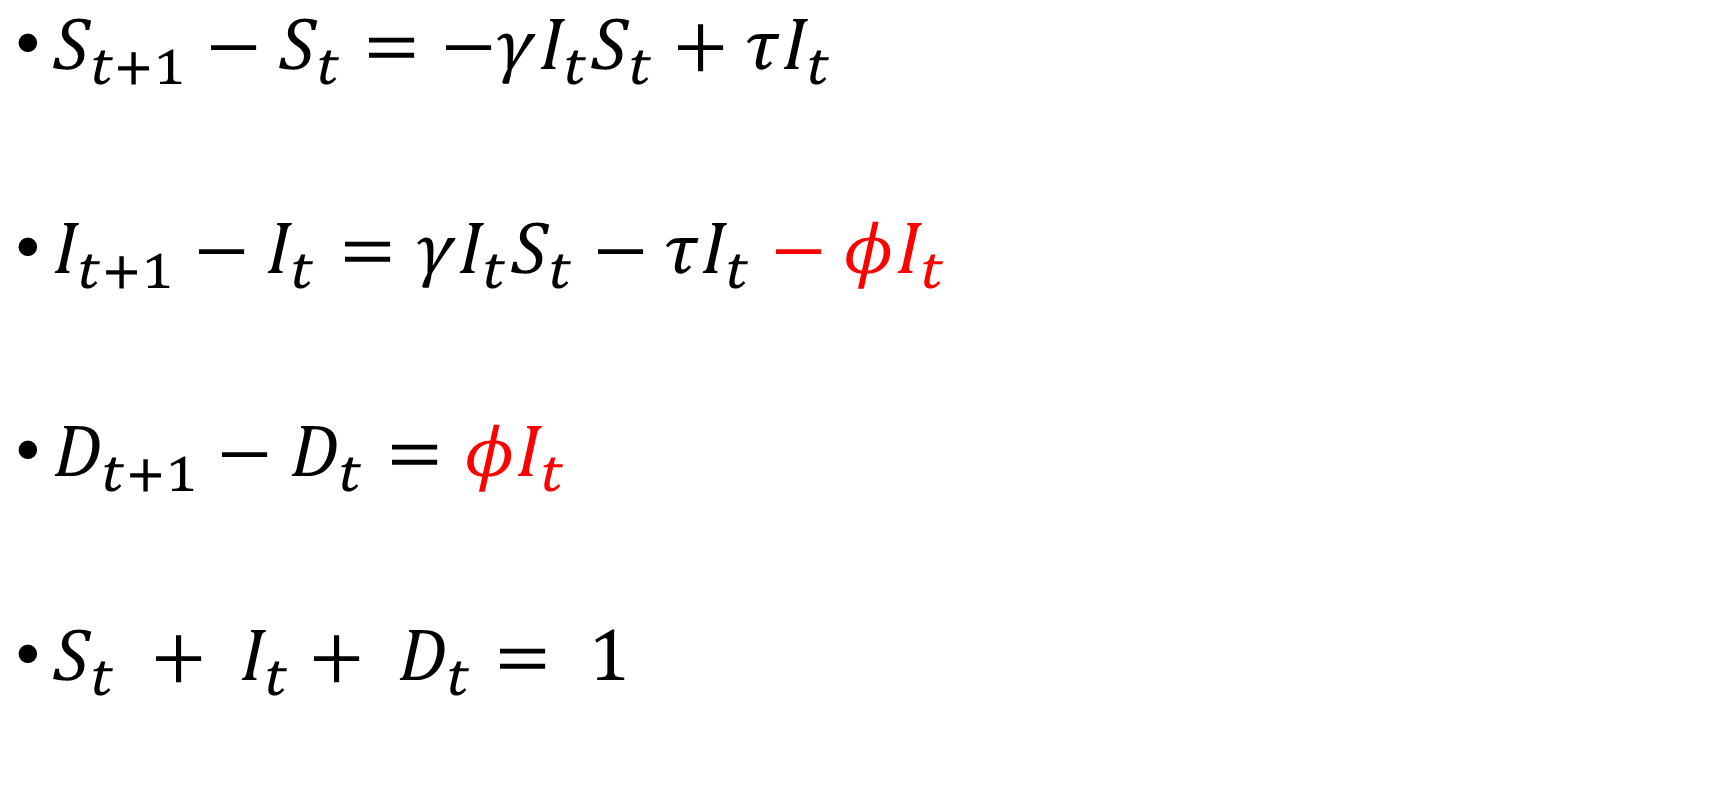 • S_{t+1} − S_t = −γI_tS_t + τI_t
• I_{t+1} − I_t = γI_tS_t − τI_t − ϕI_t
• D_{t+1} − D_t = ϕI_t
• S_t + I_t + D_t = 1